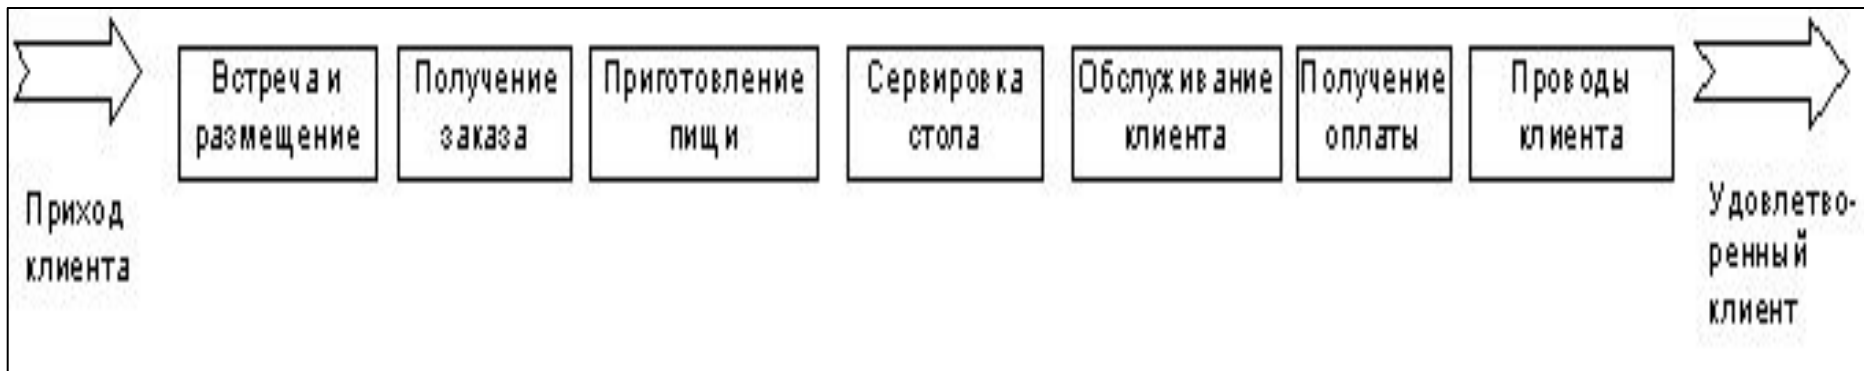 Приход
клиента
Встреча и
размещение
Получение
заказа
Приготовление
пищи
Сервировка
стола
Обслуживание
клиента
Получение
оплаты
Проводы
клиента
Удовлетво-
ренный
клиент